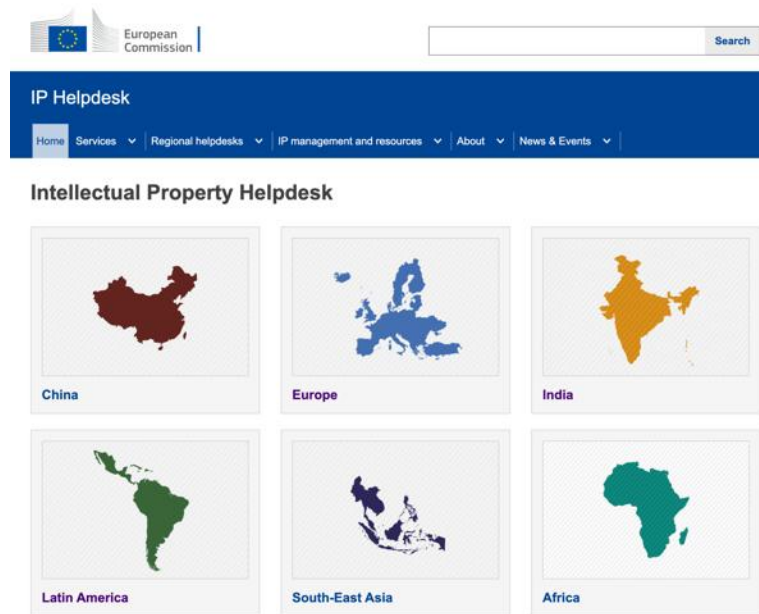 European
Commission
Search
IP Helpdesk
Home Services Regional helpdesks IP management and resources About News & Events
Intellectual Property Helpdesk
China Europe India
Latin America South-East Asia Africa